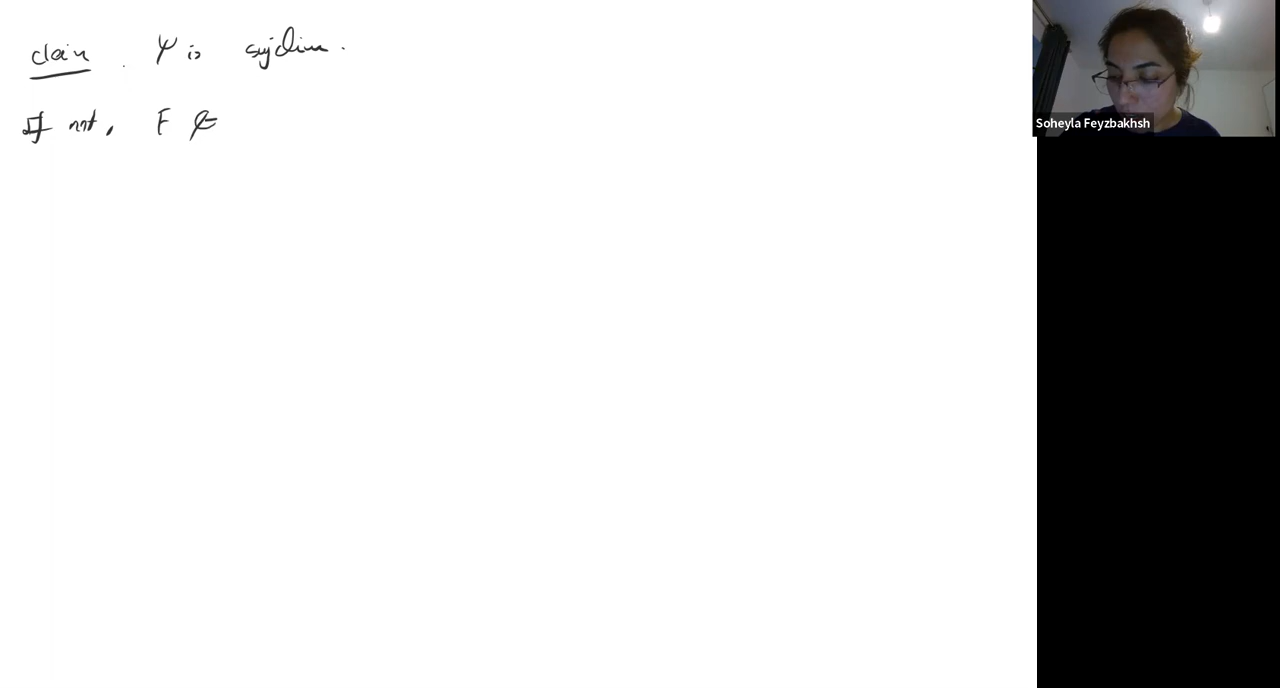 claim. Ψ is surjective.
If not, F ∉
Soheyla Feyzbakhsh